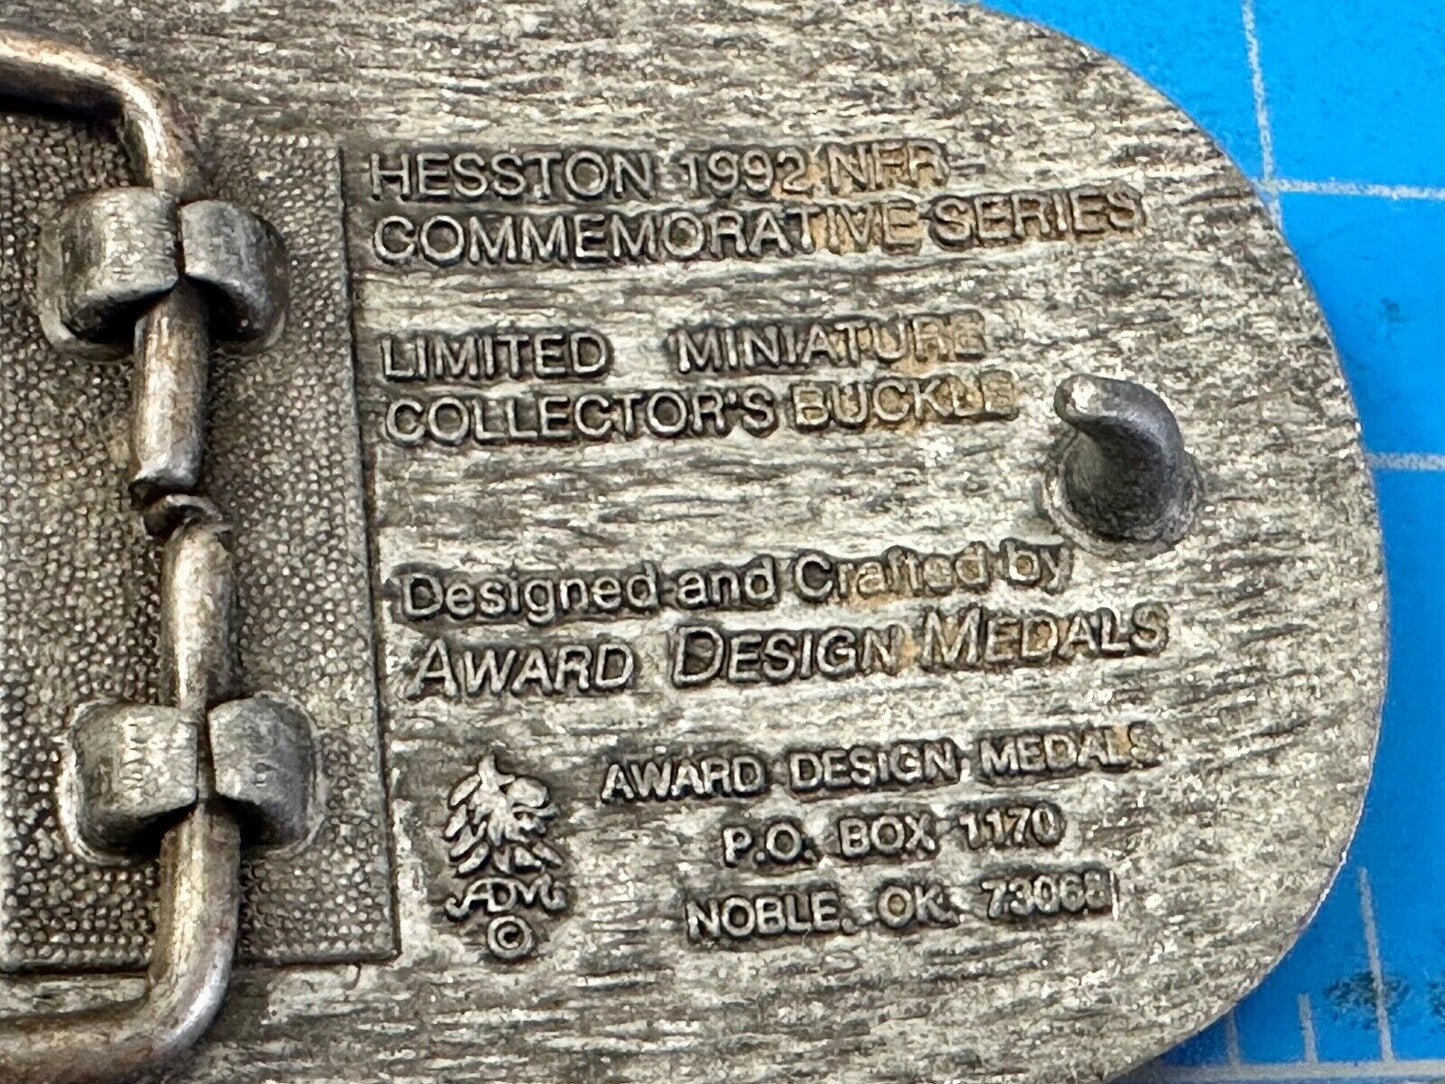 HESSTON 1992 NFR
COMMEMORATIVE SERIES
LIMITED MINIATURE
COLLECTOR'S BUCKLE
Designed and Crafted by
AWARD DESIGN MEDALS
AWARD DESIGN MEDALS
P.O. BOX 1170
NOBLE, OK. 73068
ADM
©